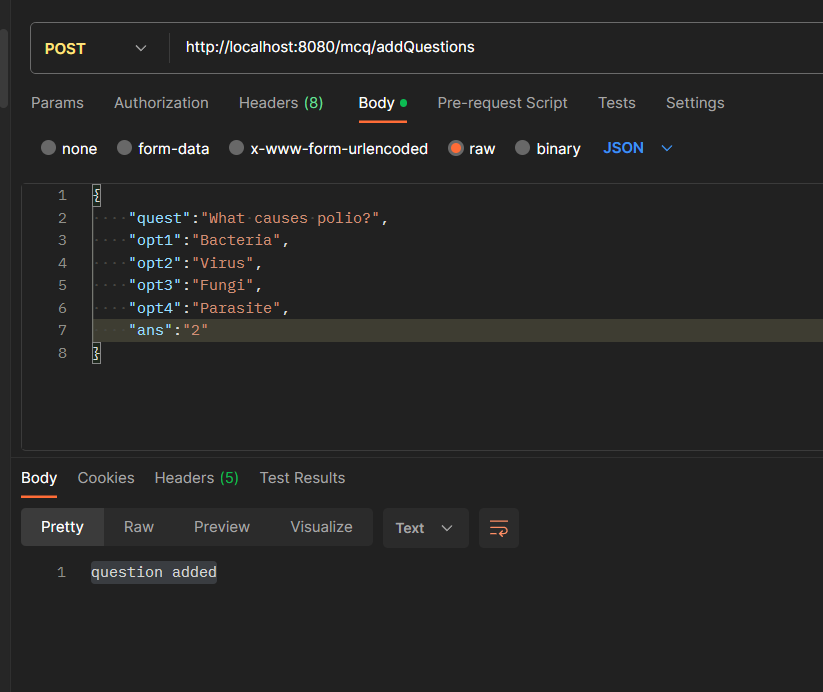 POST http://localhost:8080/mcq/addQuestions
Params Authorization Headers (8) Body Pre-request Script Tests Settings
none form-data x-www-form-urlencoded raw binary JSON
1 {
2 "quest":"What causes polio?",
3 "opt1":"Bacteria",
4 "opt2":"Virus",
5 "opt3":"Fungi",
6 "opt4":"Parasite",
7 "ans":"2"
8 }
Body Cookies Headers (5) Test Results
Pretty Raw Preview Visualize Text
1 question added